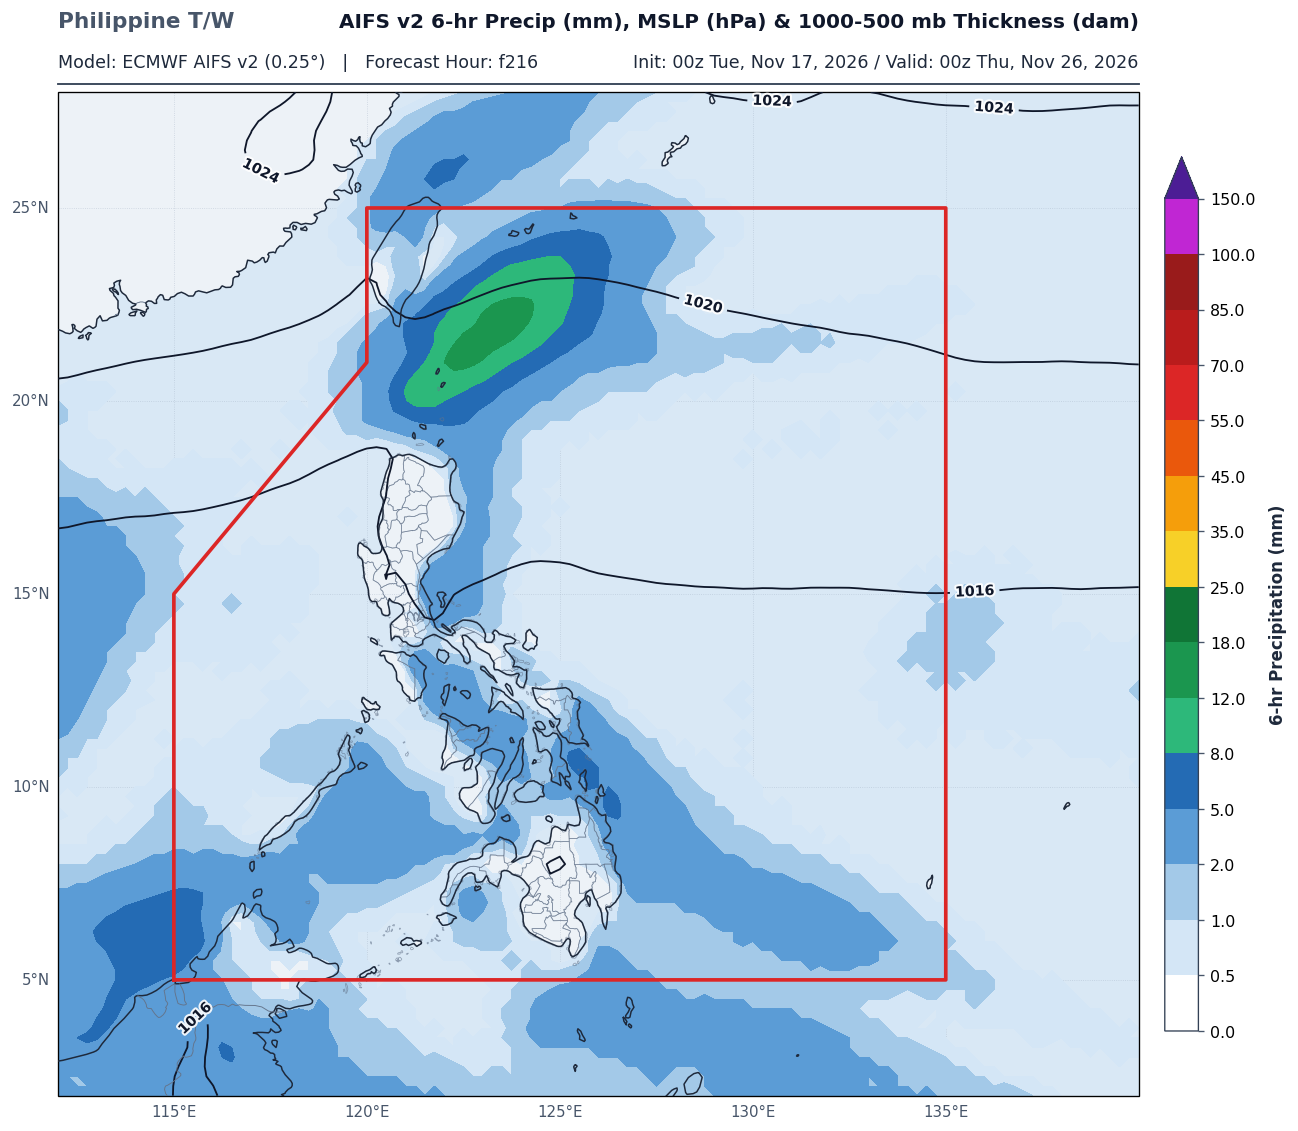 Philippine T/W
AIFS v2 6-hr Precip (mm), MSLP (hPa) & 1000-500 mb Thickness (dam)
Model: ECMWF AIFS v2 (0.25°) | Forecast Hour: f216
Init: 00z Tue, Nov 17, 2026 / Valid: 00z Thu, Nov 26, 2026
1024
1024
1024
1020
1016
1016
25°N
20°N
15°N
10°N
5°N
115°E
120°E
125°E
130°E
135°E
150.0
100.0
85.0
70.0
55.0
45.0
35.0
25.0
18.0
12.0
8.0
5.0
2.0
1.0
0.5
0.0
6-hr Precipitation (mm)